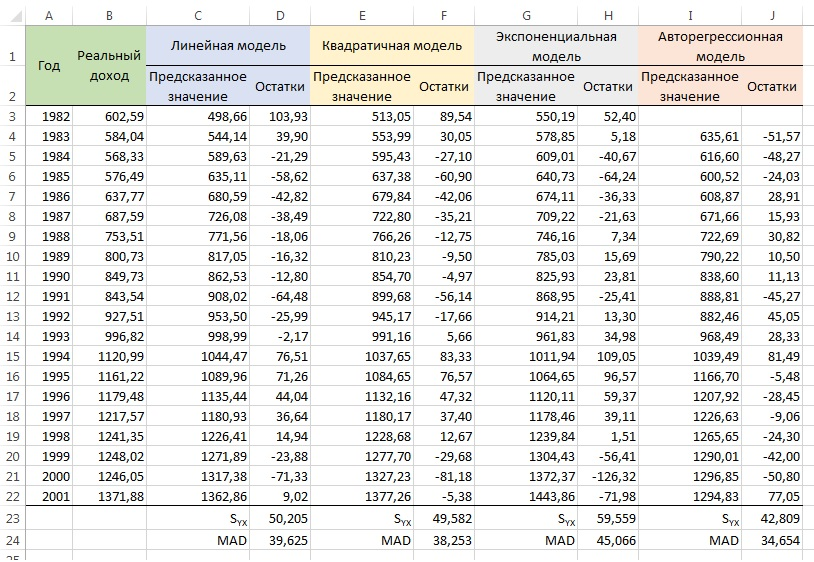 A B C D E F G H I J
1 Год Реальный доход Линейная модель Квадратичная модель Экспоненциальная модель Авторегрессионная модель
2 Предсказанное значение Остатки Предсказанное значение Остатки Предсказанное значение Остатки Предсказанное значение Остатки
3 1982 602,59 498,66 103,93 513,05 89,54 550,19 52,40
4 1983 584,04 544,14 39,90 553,99 30,05 578,85 5,18 635,61 -51,57
5 1984 568,33 589,63 -21,29 595,43 -27,10 609,01 -40,67 616,60 -48,27
6 1985 576,49 635,11 -58,62 637,38 -60,90 640,73 -64,24 600,52 -24,03
7 1986 637,77 680,59 -42,82 679,84 -42,06 674,11 -36,33 608,87 28,91
8 1987 687,59 726,08 -38,49 722,80 -35,21 709,22 -21,63 671,66 15,93
9 1988 753,51 771,56 -18,06 766,26 -12,75 746,16 7,34 722,69 30,82
10 1989 800,73 817,05 -16,32 810,23 -9,50 785,03 15,69 790,22 10,50
11 1990 849,73 862,53 -12,80 854,70 -4,97 825,93 23,81 838,60 11,13
12 1991 843,54 908,02 -64,48 899,68 -56,14 868,95 -25,41 888,81 -45,27
13 1992 927,51 953,50 -25,99 945,17 -17,66 914,21 13,30 882,46 45,05
14 1993 996,82 998,99 -2,17 991,16 5,66 961,83 34,98 968,49 28,33
15 1994 1120,99 1044,47 76,51 1037,65 83,33 1011,94 109,05 1039,49 81,49
16 1995 1161,22 1089,96 71,26 1084,65 76,57 1064,65 96,57 1166,70 -5,48
17 1996 1179,48 1135,44 44,04 1132,16 47,32 1120,11 59,37 1207,92 -28,45
18 1997 1217,57 1180,93 36,64 1180,17 37,40 1178,46 39,11 1226,63 -9,06
19 1998 1241,35 1226,41 14,94 1228,68 12,67 1239,84 1,51 1265,65 -24,30
20 1999 1248,02 1271,89 -23,88 1277,70 -29,68 1304,43 -56,41 1290,01 -42,00
21 2000 1246,05 1317,38 -71,33 1327,23 -81,18 1372,37 -126,32 1296,85 -50,80
22 2001 1371,88 1362,86 9,02 1377,26 -5,38 1443,86 -71,98 1294,83 77,05
23 SYX 50,205 SYX 49,582 SYX 59,559 SYX 42,809
24 MAD 39,625 MAD 38,253 MAD 45,066 MAD 34,654